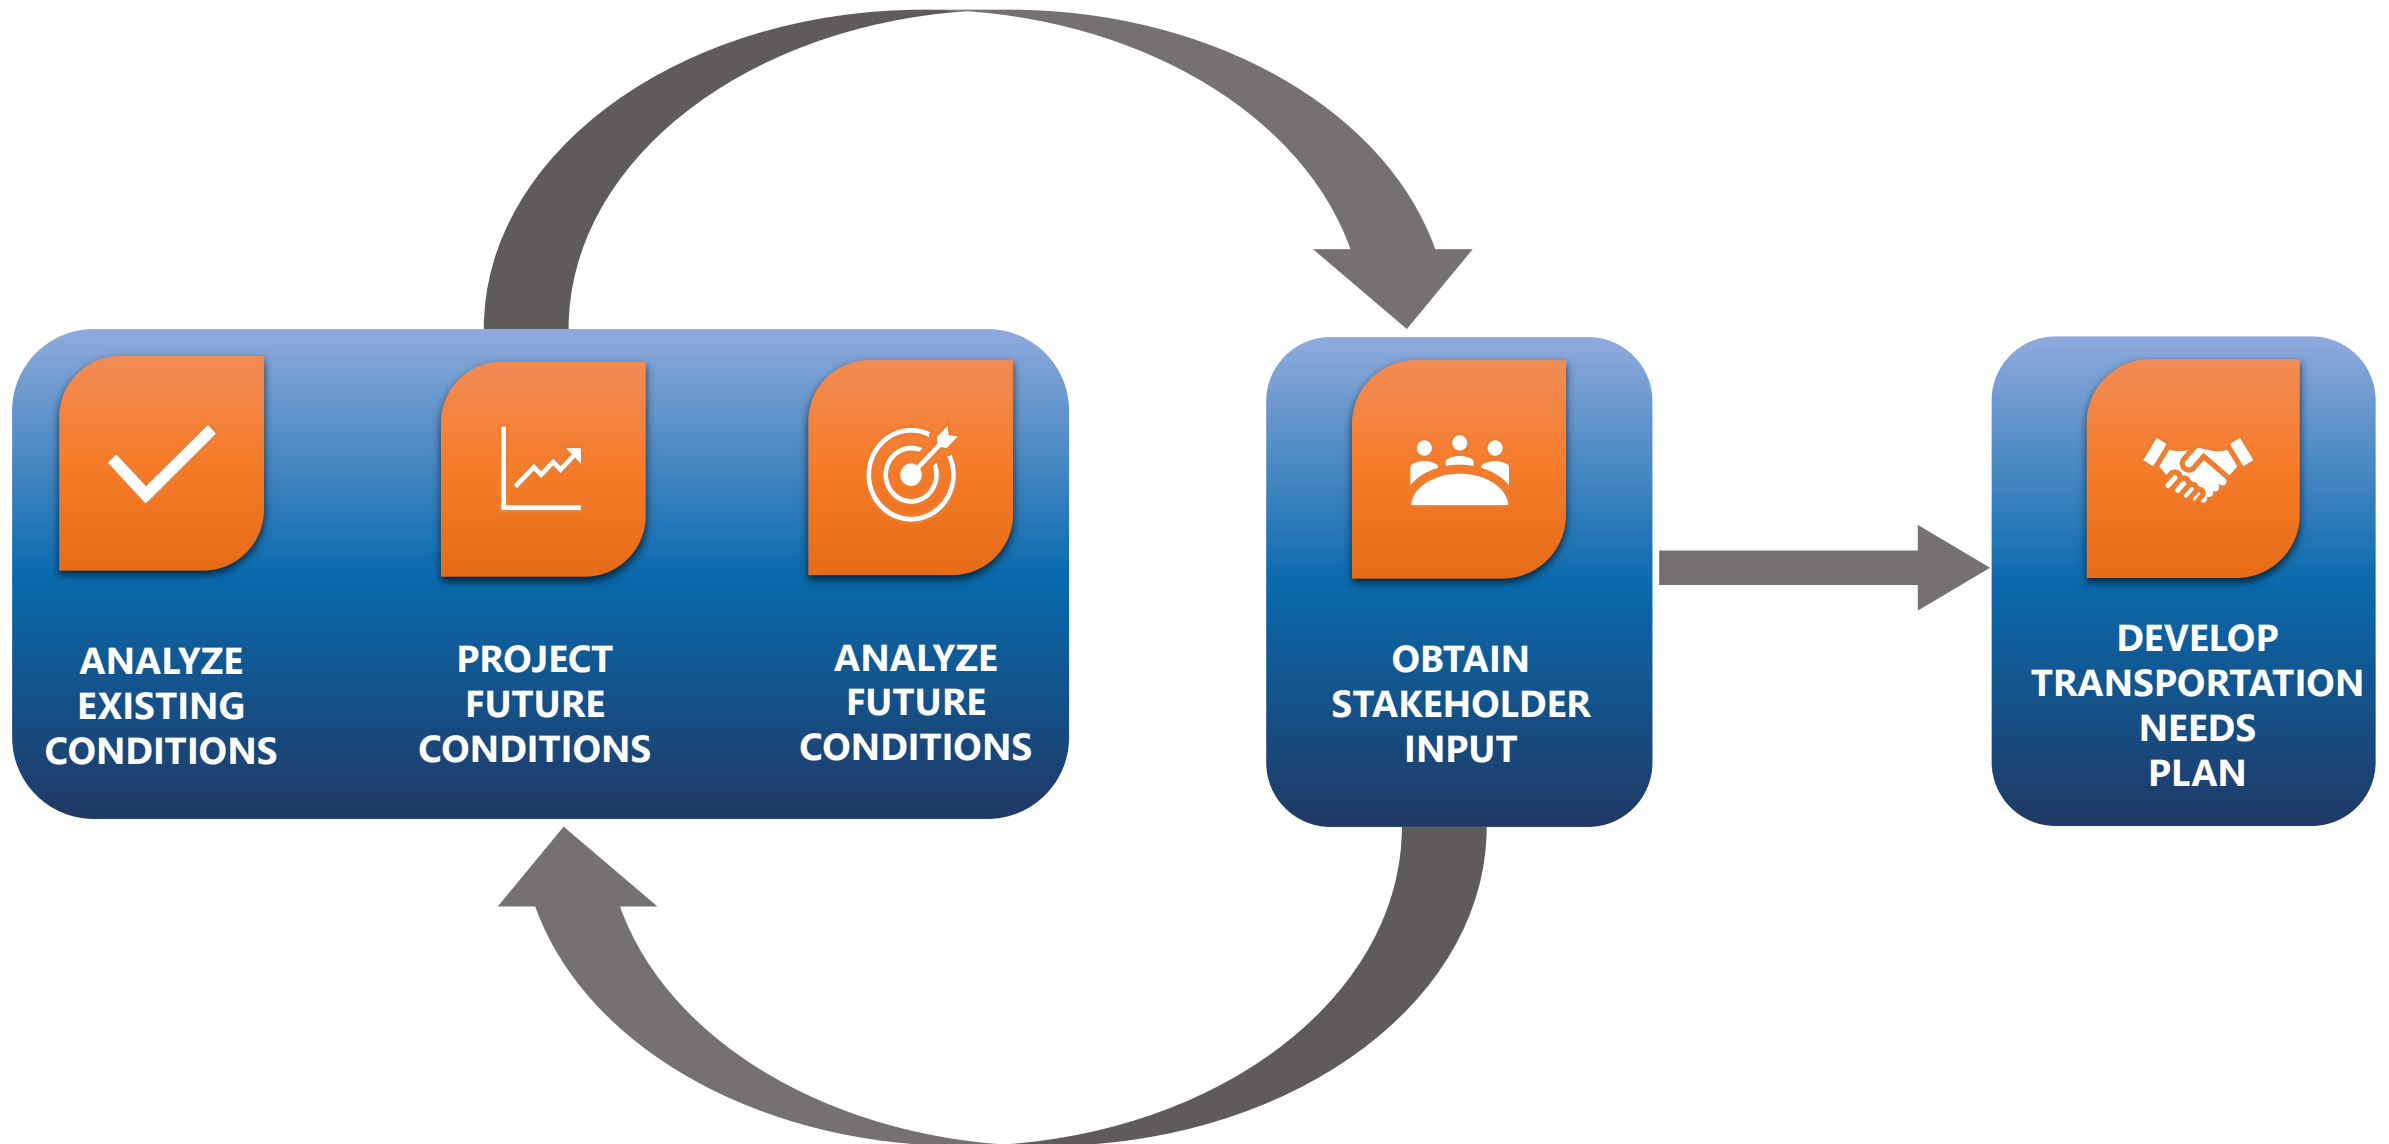 ANALYZE
EXISTING
CONDITIONS
PROJECT
FUTURE
CONDITIONS
ANALYZE
FUTURE
CONDITIONS
OBTAIN
STAKEHOLDER
INPUT
DEVELOP
TRANSPORTATION
NEEDS
PLAN